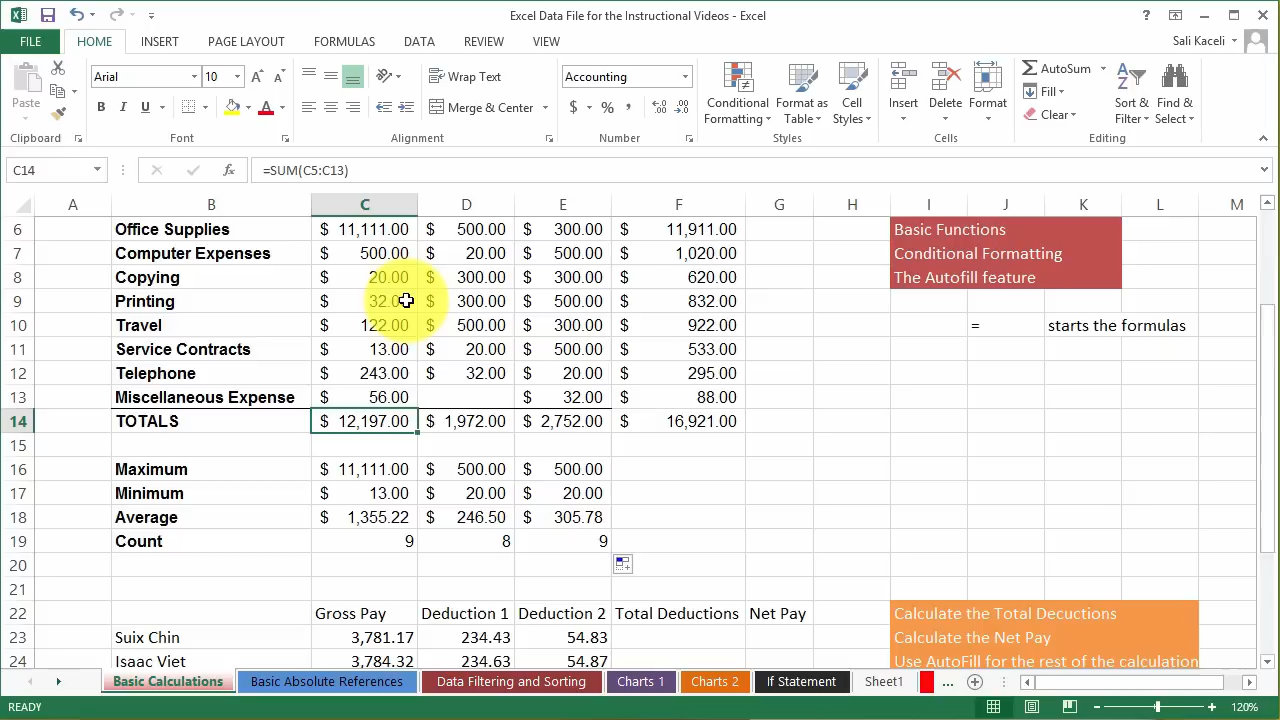 Excel Data File for the Instructional Videos - Excel
?
FILE HOME INSERT PAGE LAYOUT FORMULAS DATA REVIEW VIEW Sali Kaceli
Paste
Arial 10
Wrap Text
Accounting
Conditional Formatting
Format as Table
Cell Styles
Insert
Delete
Format
AutoSum
Fill
Clear
Sort & Filter
Find & Select
B I U A
Merge & Center
$ % ,
Clipboard Font Alignment Number Styles Cells Editing
C14 fx =SUM(C5:C13)
A B C D E F G H I J K L M
6 Office Supplies $ 11,111.00 $ 500.00 $ 300.00 $ 11,911.00 Basic Functions
7 Computer Expenses $ 500.00 $ 20.00 $ 500.00 $ 1,020.00 Conditional Formatting
8 Copying $ 20.00 $ 300.00 $ 300.00 $ 620.00 The Autofill feature
9 Printing $ 32.00 $ 300.00 $ 500.00 $ 832.00
10 Travel $ 122.00 $ 500.00 $ 300.00 $ 922.00 = starts the formulas
11 Service Contracts $ 13.00 $ 20.00 $ 500.00 $ 533.00
12 Telephone $ 243.00 $ 32.00 $ 20.00 $ 295.00
13 Miscellaneous Expense $ 56.00 $ 32.00 $ 88.00
14 TOTALS $ 12,197.00 $ 1,972.00 $ 2,752.00 $ 16,921.00
15
16 Maximum $ 11,111.00 $ 500.00 $ 500.00
17 Minimum $ 13.00 $ 20.00 $ 20.00
18 Average $ 1,355.22 $ 246.50 $ 305.78
19 Count 9 8 9
20
21
22 Gross Pay Deduction 1 Deduction 2 Total Deductions Net Pay Calculate the Total Decuctions
23 Suix Chin 3,781.17 234.43 54.83 Calculate the Net Pay
24 Isaac Viet 3,784.32 234.63 54.87 Use AutoFill for the rest of the calculation
Basic Calculations Basic Absolute References Data Filtering and Sorting Charts 1 Charts 2 If Statement Sheet1 ...
READY 120%